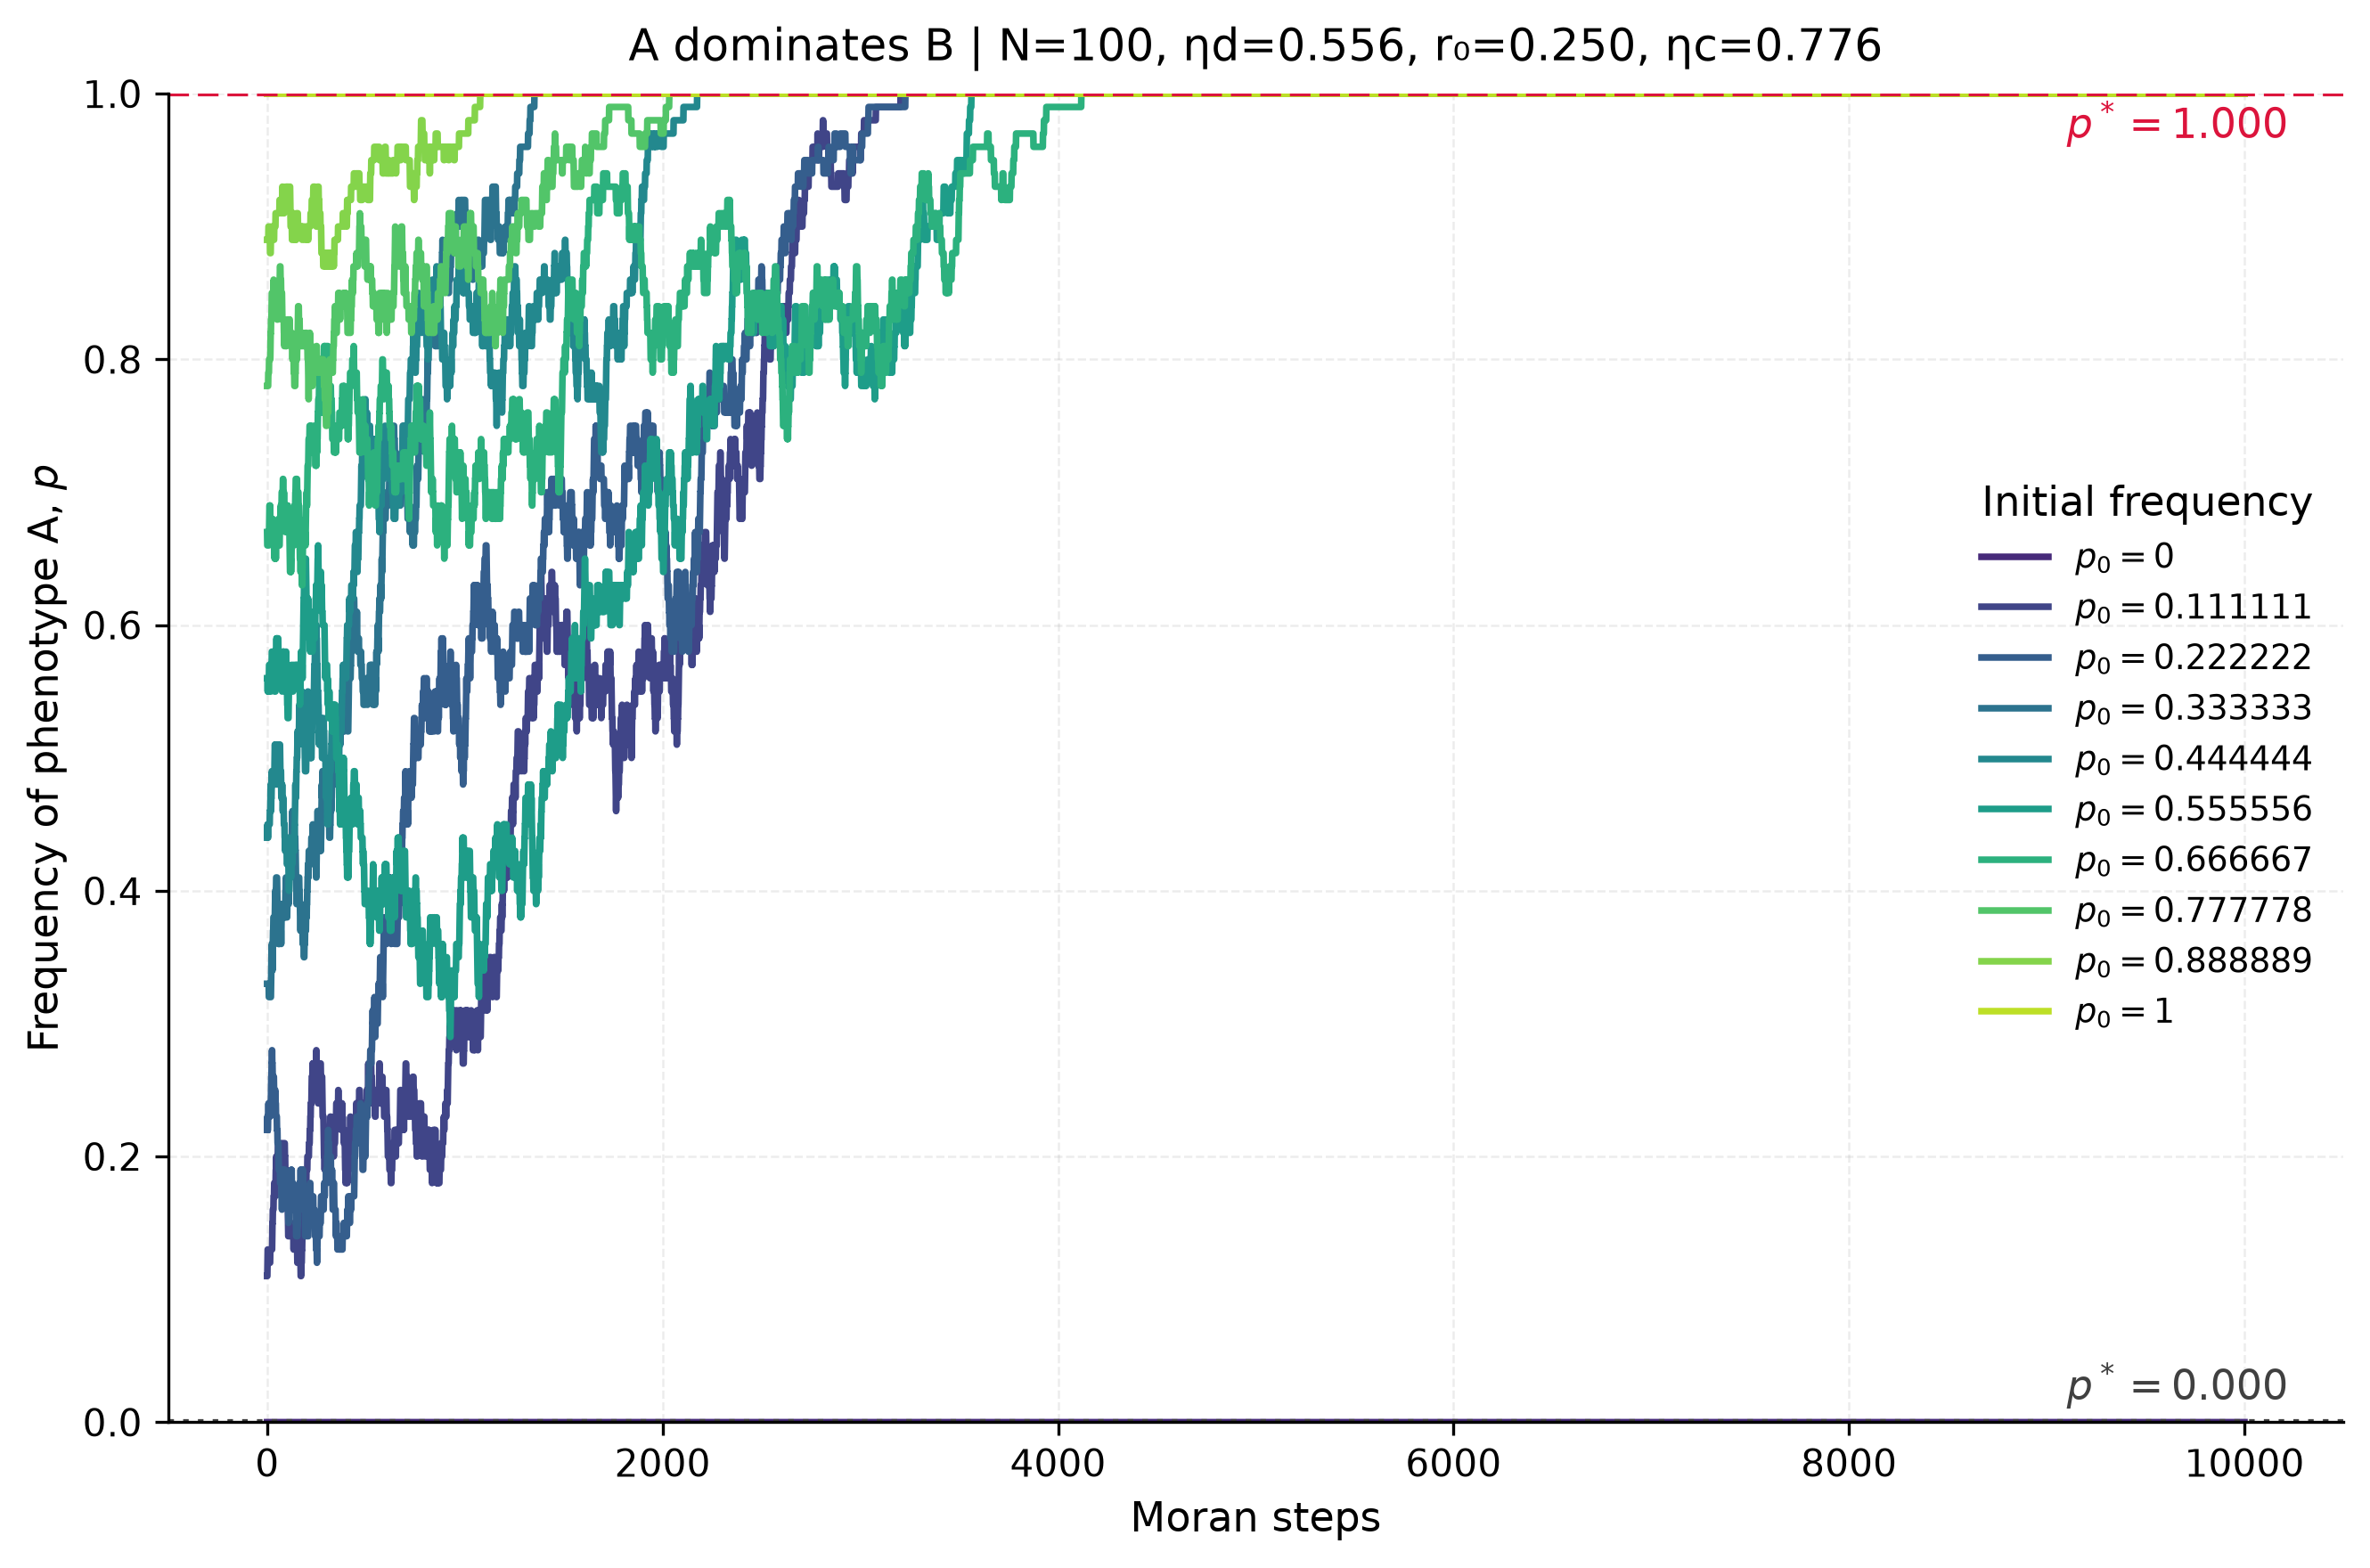 A dominates B | N=100, ηd=0.556, r₀=0.250, ηc=0.776
Frequency of phenotype A, p
1.0
0.8
0.6
0.4
0.2
0.0
p* = 1.000
Initial frequency
p₀ = 0
p₀ = 0.111111
p₀ = 0.222222
p₀ = 0.333333
p₀ = 0.444444
p₀ = 0.555556
p₀ = 0.666667
p₀ = 0.777778
p₀ = 0.888889
p₀ = 1
p* = 0.000
0 2000 4000 6000 8000 10000
Moran steps